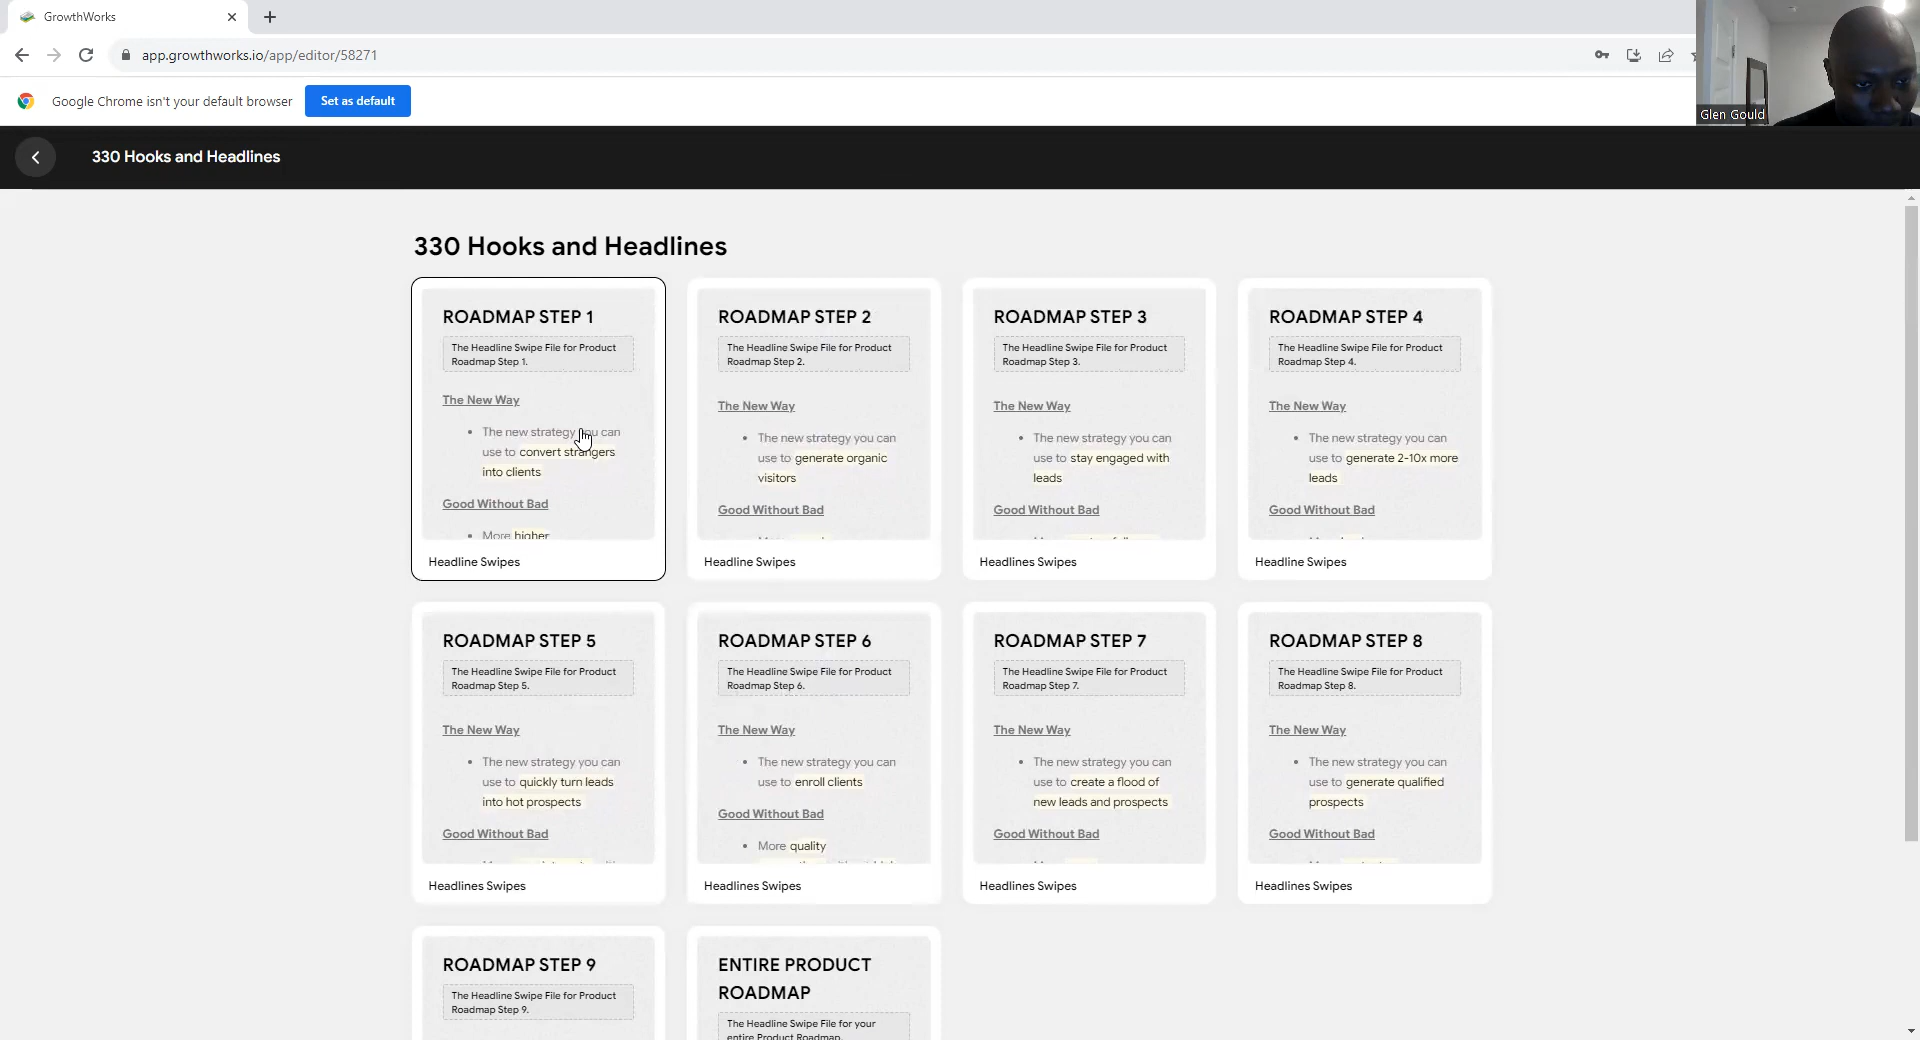 GrowthWorks
app.growthworks.io/app/editor/58271
Google Chrome isn't your default browser
Set as default
Glen Gould
330 Hooks and Headlines
330 Hooks and Headlines
ROADMAP STEP 1
The Headline Swipe File for Product
Roadmap Step 1.
The New Way
The new strategy you can
use to convert strangers
into clients
Good Without Bad
More higher
Headline Swipes
ROADMAP STEP 2
The Headline Swipe File for Product
Roadmap Step 2.
The New Way
The new strategy you can
use to generate organic
visitors
Good Without Bad
Headline Swipes
ROADMAP STEP 3
The Headline Swipe File for Product
Roadmap Step 3.
The New Way
The new strategy you can
use to stay engaged with
leads
Good Without Bad
Headlines Swipes
ROADMAP STEP 4
The Headline Swipe File for Product
Roadmap Step 4.
The New Way
The new strategy you can
use to generate 2-10x more
leads
Good Without Bad
Headline Swipes
ROADMAP STEP 5
The Headline Swipe File for Product
Roadmap Step 5.
The New Way
The new strategy you can
use to quickly turn leads
into hot prospects
Good Without Bad
Headlines Swipes
ROADMAP STEP 6
The Headline Swipe File for Product
Roadmap Step 6.
The New Way
The new strategy you can
use to enroll clients
Good Without Bad
More quality
Headlines Swipes
ROADMAP STEP 7
The Headline Swipe File for Product
Roadmap Step 7.
The New Way
The new strategy you can
use to create a flood of
new leads and prospects
Good Without Bad
Headlines Swipes
ROADMAP STEP 8
The Headline Swipe File for Product
Roadmap Step 8.
The New Way
The new strategy you can
use to generate qualified
prospects
Good Without Bad
Headlines Swipes
ROADMAP STEP 9
The Headline Swipe File for Product
Roadmap Step 9.
ENTIRE PRODUCT
ROADMAP
The Headline Swipe File for your
entire Product Roadmap.